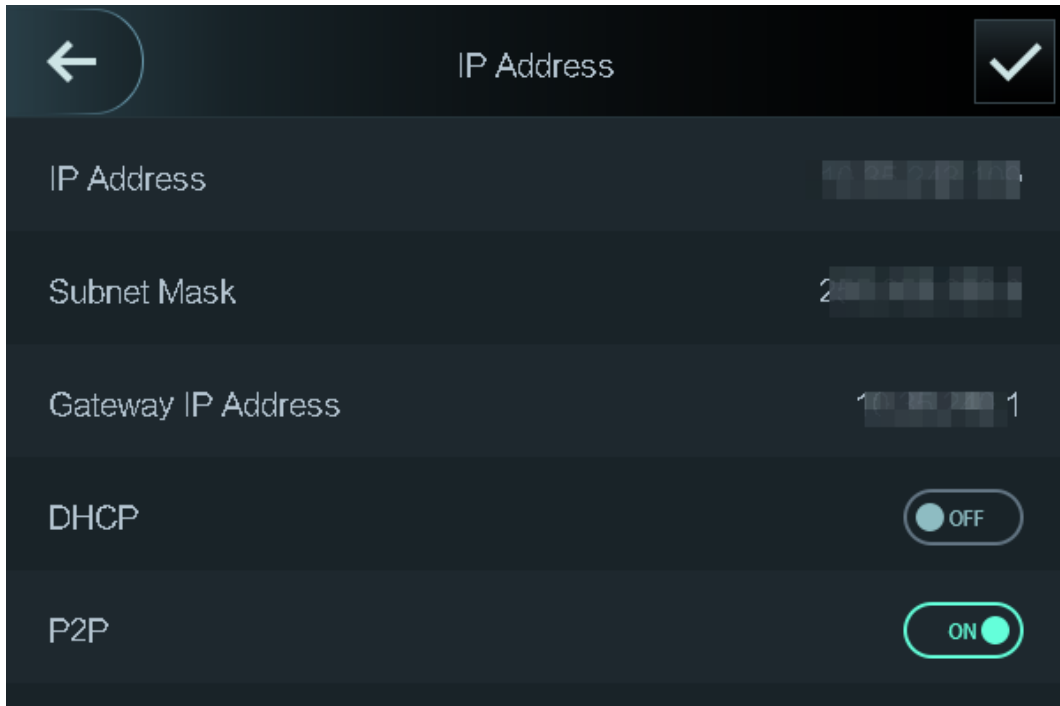 IP Address
IP Address
Subnet Mask
Gateway IP Address
DHCP OFF
P2P ON